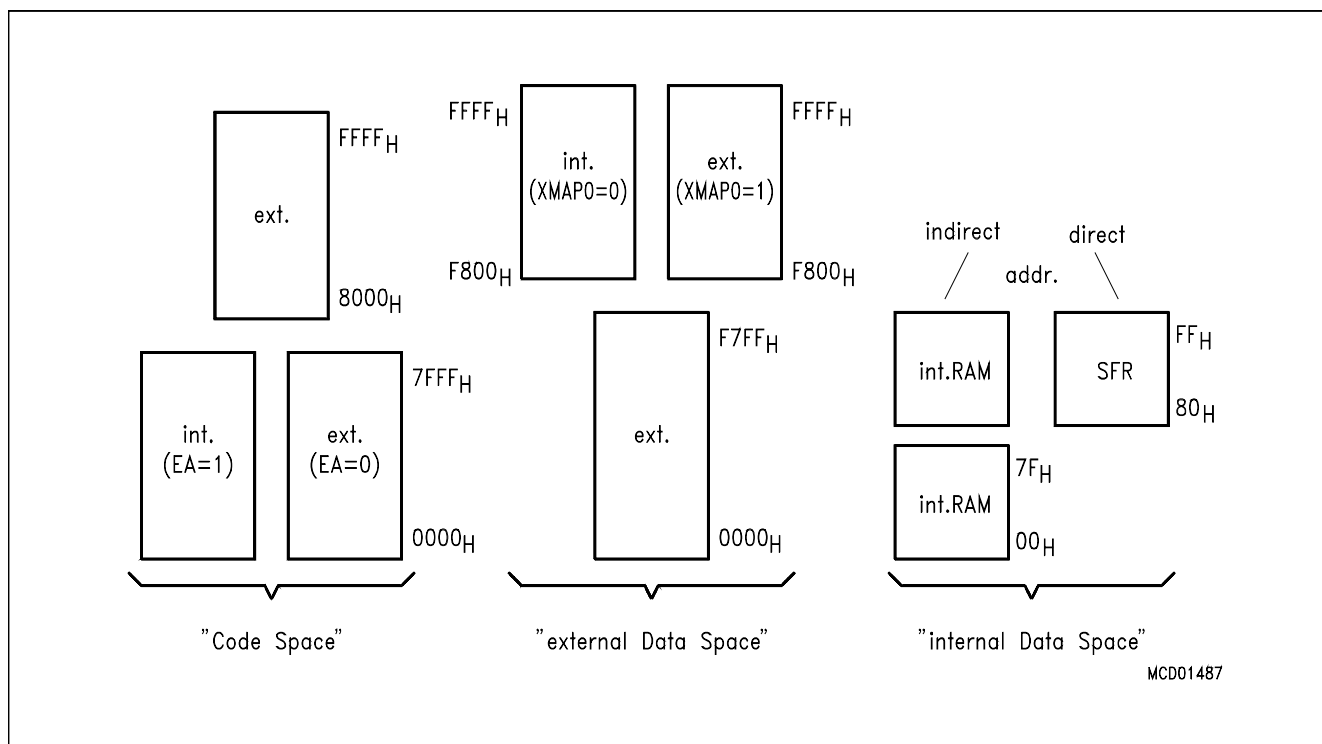 FFFFH
ext.
8000H
int.
(EA=1)
ext.
(EA=0)
7FFFH
0000H
"Code Space"
FFFFH
int.
(XMAP0=0)
F800H
ext.
(XMAP0=1)
FFFFH
F800H
F7FFH
ext.
0000H
"external Data Space"
indirect
direct
addr.
int.RAM
SFR
FFH
80H
int.RAM
7FH
00H
"internal Data Space"
MCD01487